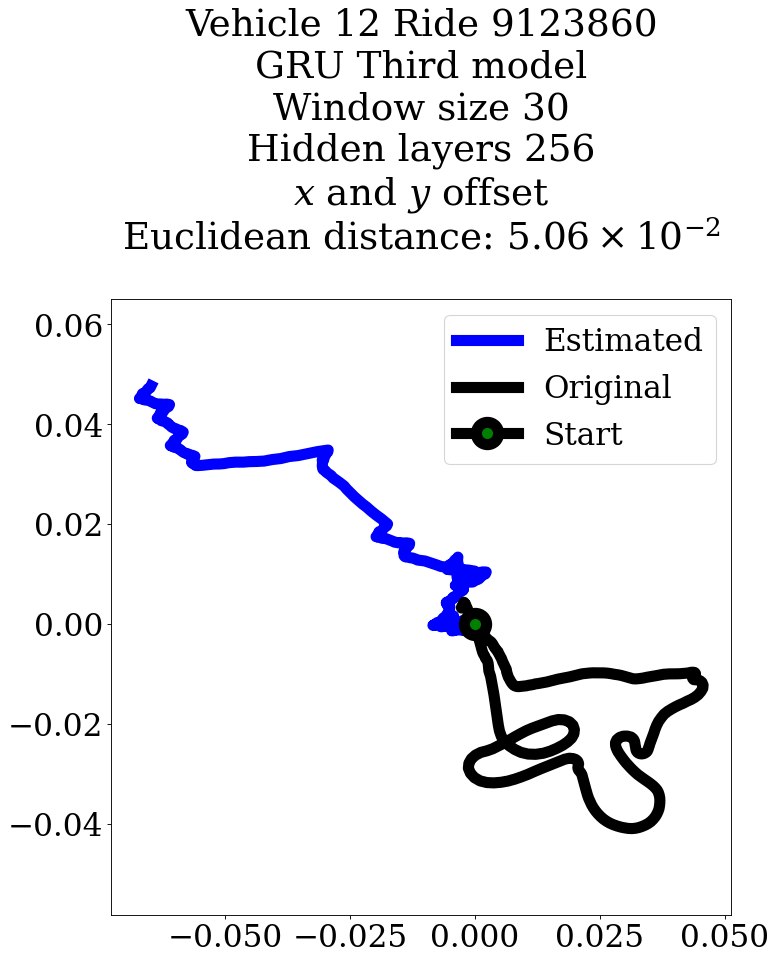 Vehicle 12 Ride 9123860
GRU Third model
Window size 30
Hidden layers 256
x and y offset
Euclidean distance: 5.06 × 10⁻²
Estimated
Original
Start
0.06
0.04
0.02
0.00
−0.02
−0.04
−0.050 −0.025 0.000 0.025 0.050